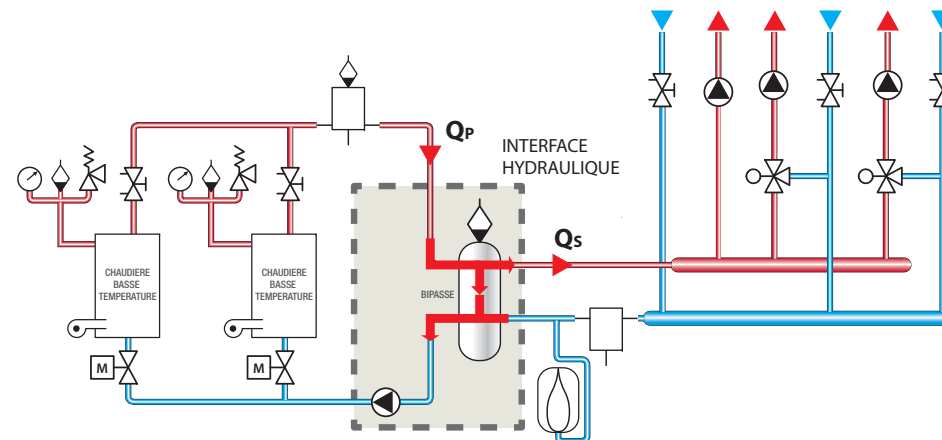 QP
INTERFACE
HYDRAULIQUE
QS
CHAUDIERE
BASSE
TEMPERATURE
CHAUDIERE
BASSE
TEMPERATURE
BIPASSE
M
M